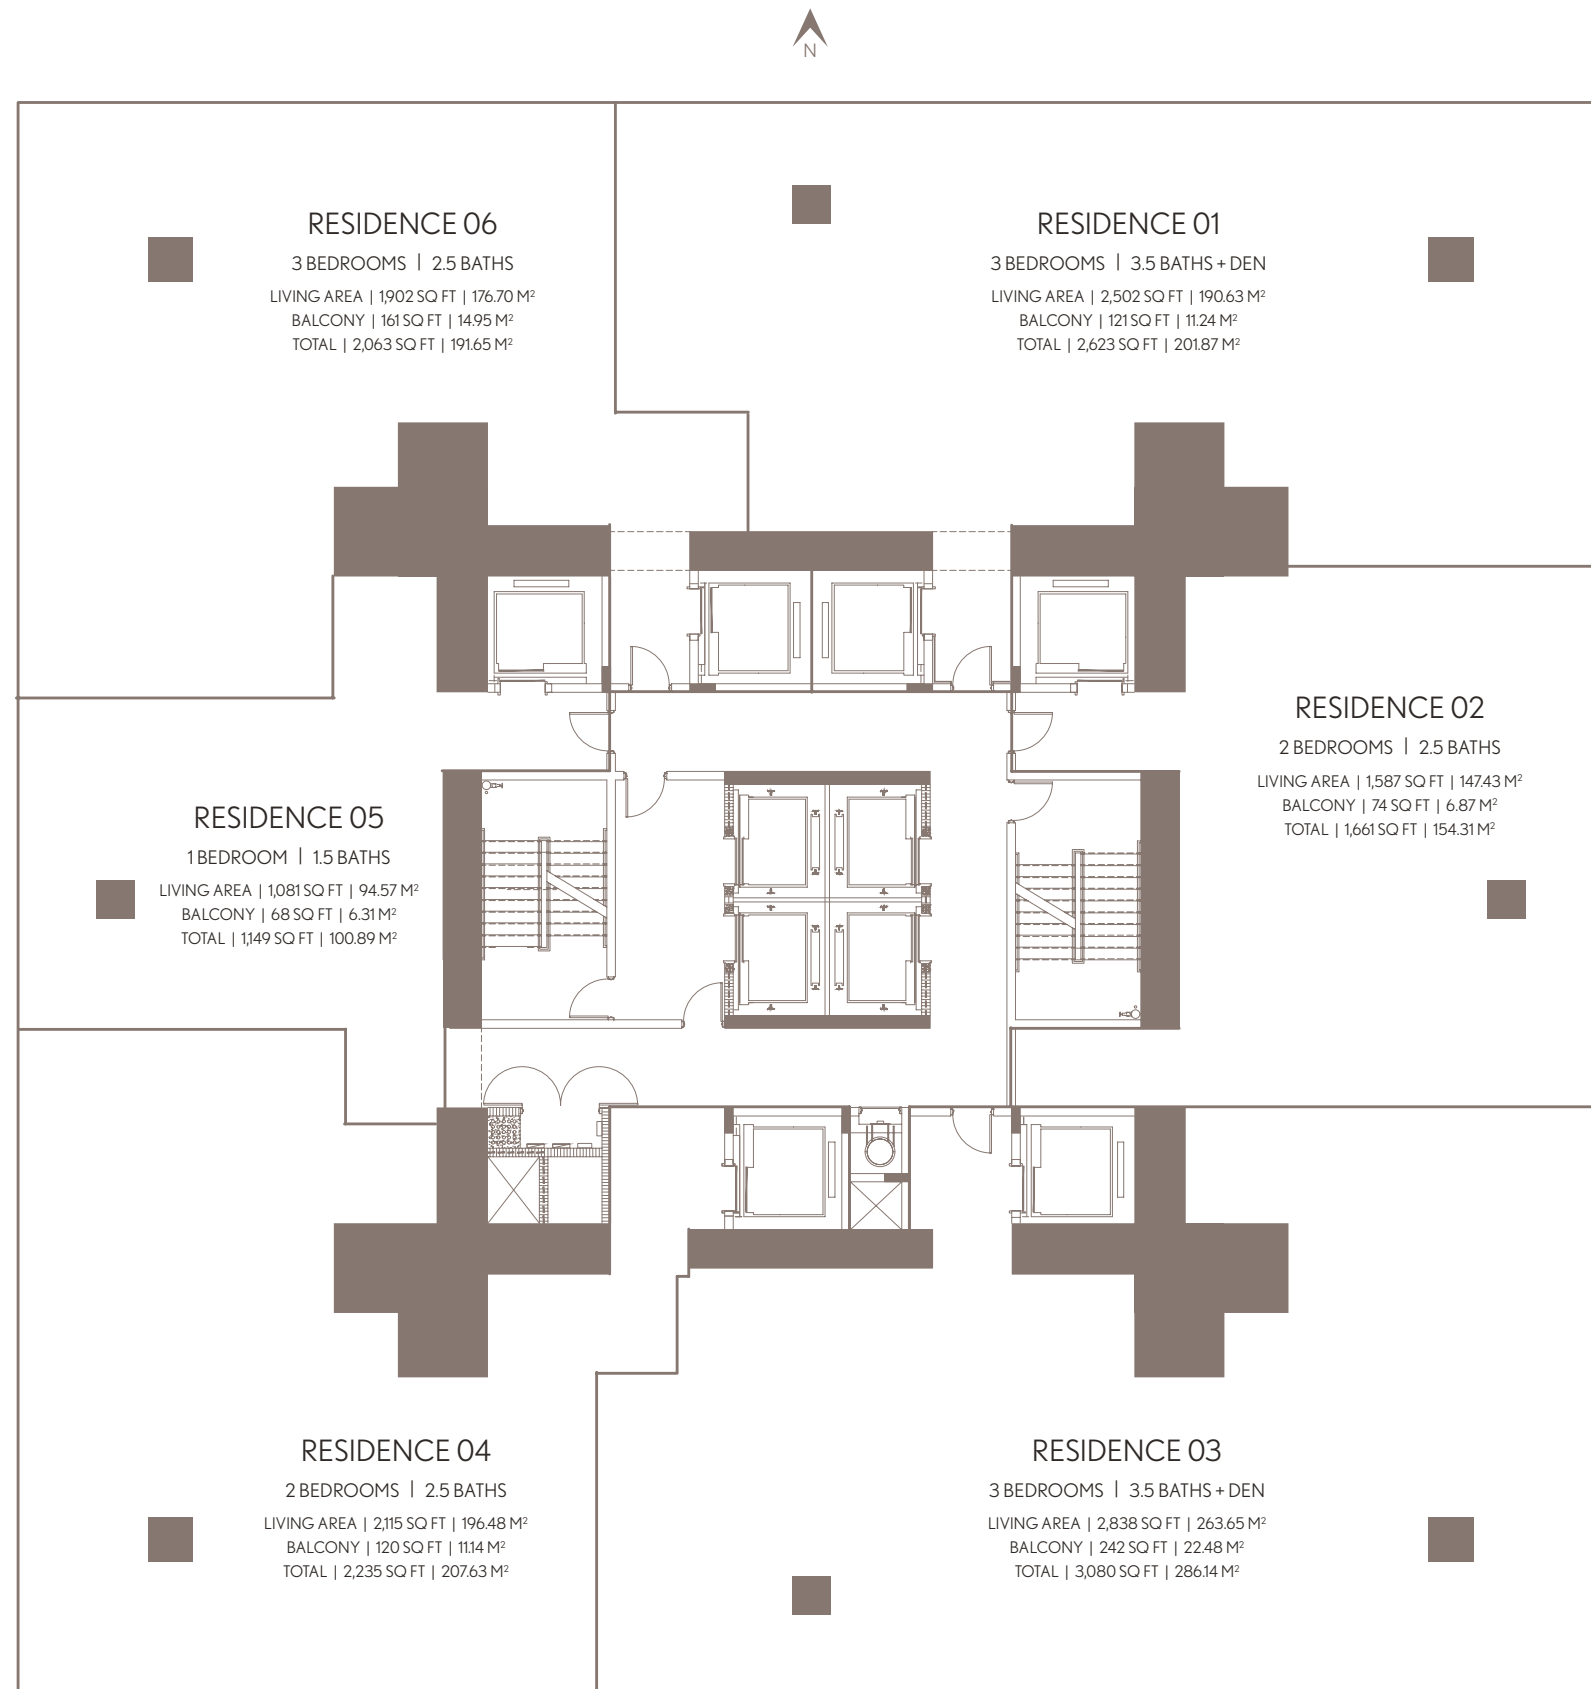 N
RESIDENCE 06
3 BEDROOMS | 2.5 BATHS
LIVING AREA | 1,902 SQ FT | 176.70 M²
BALCONY | 161 SQ FT | 14.95 M²
TOTAL | 2,063 SQ FT | 191.65 M²
RESIDENCE 01
3 BEDROOMS | 3.5 BATHS + DEN
LIVING AREA | 2,502 SQ FT | 190.63 M²
BALCONY | 121 SQ FT | 11.24 M²
TOTAL | 2,623 SQ FT | 201.87 M²
RESIDENCE 02
2 BEDROOMS | 2.5 BATHS
LIVING AREA | 1,587 SQ FT | 147.43 M²
BALCONY | 74 SQ FT | 6.87 M²
TOTAL | 1,661 SQ FT | 154.31 M²
RESIDENCE 05
1 BEDROOM | 1.5 BATHS
LIVING AREA | 1,081 SQ FT | 94.57 M²
BALCONY | 68 SQ FT | 6.31 M²
TOTAL | 1,149 SQ FT | 100.89 M²
RESIDENCE 04
2 BEDROOMS | 2.5 BATHS
LIVING AREA | 2,115 SQ FT | 196.48 M²
BALCONY | 120 SQ FT | 11.14 M²
TOTAL | 2,235 SQ FT | 207.63 M²
RESIDENCE 03
3 BEDROOMS | 3.5 BATHS + DEN
LIVING AREA | 2,838 SQ FT | 263.65 M²
BALCONY | 242 SQ FT | 22.48 M²
TOTAL | 3,080 SQ FT | 286.14 M²